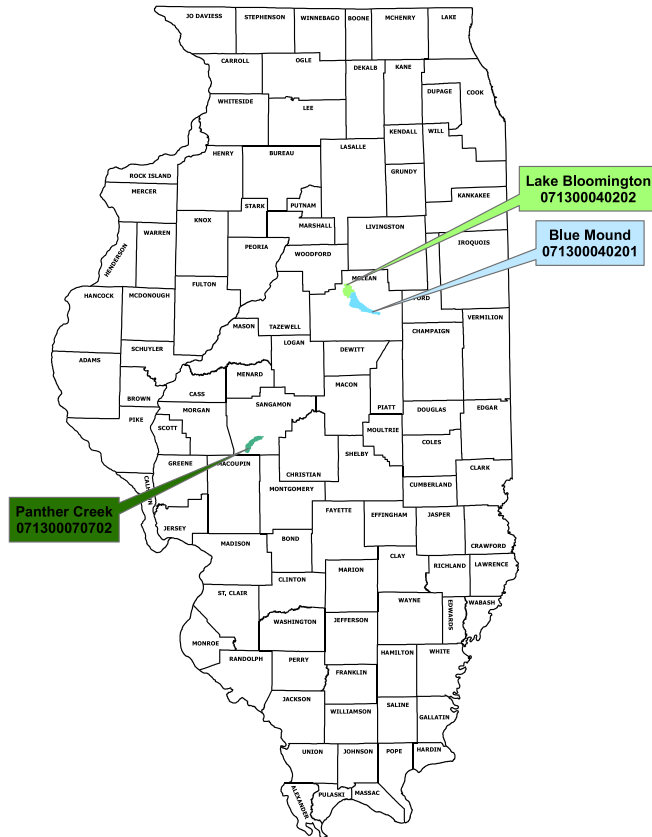 JO DAVIESS
STEPHENSON
WINNEBAGO
BOONE
MCHENRY
LAKE
CARROLL
OGLE
DEKALB
KANE
DUPAGE
COOK
WHITESIDE
LEE
KENDALL
WILL
LASALLE
HENRY
BUREAU
GRUNDY
ROCK ISLAND
MERCER
KANKAKEE
Lake Bloomington
071300040202
STARK
PUTNAM
MARSHALL
LIVINGSTON
KNOX
WARREN
HENDERSON
PEORIA
WOODFORD
IROQUOIS
Blue Mound
071300040201
MCLEAN
FORD
FULTON
HANCOCK
MCDONOUGH
MASON
TAZEWELL
LOGAN
CHAMPAIGN
VERMILION
SCHUYLER
ADAMS
DEWITT
MENARD
MACON
CASS
BROWN
MORGAN
SANGAMON
PIATT
DOUGLAS
EDGAR
PIKE
SCOTT
MOULTRIE
COLES
SHELBY
GREENE
MACOUPIN
CHRISTIAN
CLARK
CALHOUN
MONTGOMERY
CUMBERLAND
Panther Creek
071300070702
FAYETTE
EFFINGHAM
JASPER
JERSEY
CRAWFORD
MADISON
BOND
CLAY
RICHLAND
LAWRENCE
MARION
CLINTON
ST. CLAIR
WAYNE
EDWARDS
WABASH
WASHINGTON
JEFFERSON
MONROE
RANDOLPH
PERRY
HAMILTON
WHITE
FRANKLIN
JACKSON
WILLIAMSON
SALINE
GALLATIN
UNION
JOHNSON
POPE
HARDIN
ALEXANDER
PULASKI
MASSAC